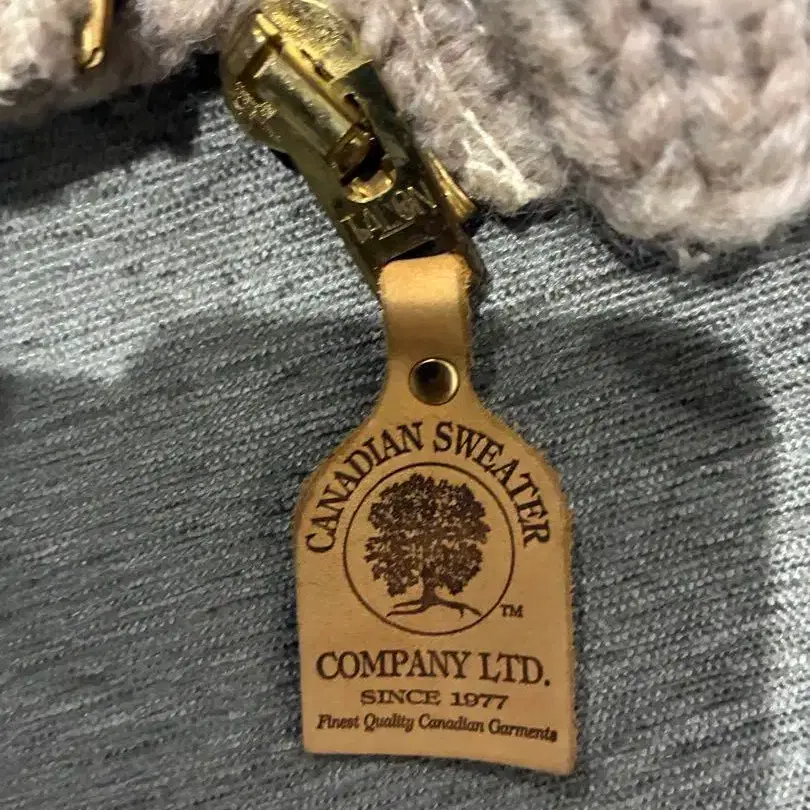 TALON
CANADIAN SWEATER
TM
COMPANY LTD.
SINCE 1977
Finest Quality Canadian Garments